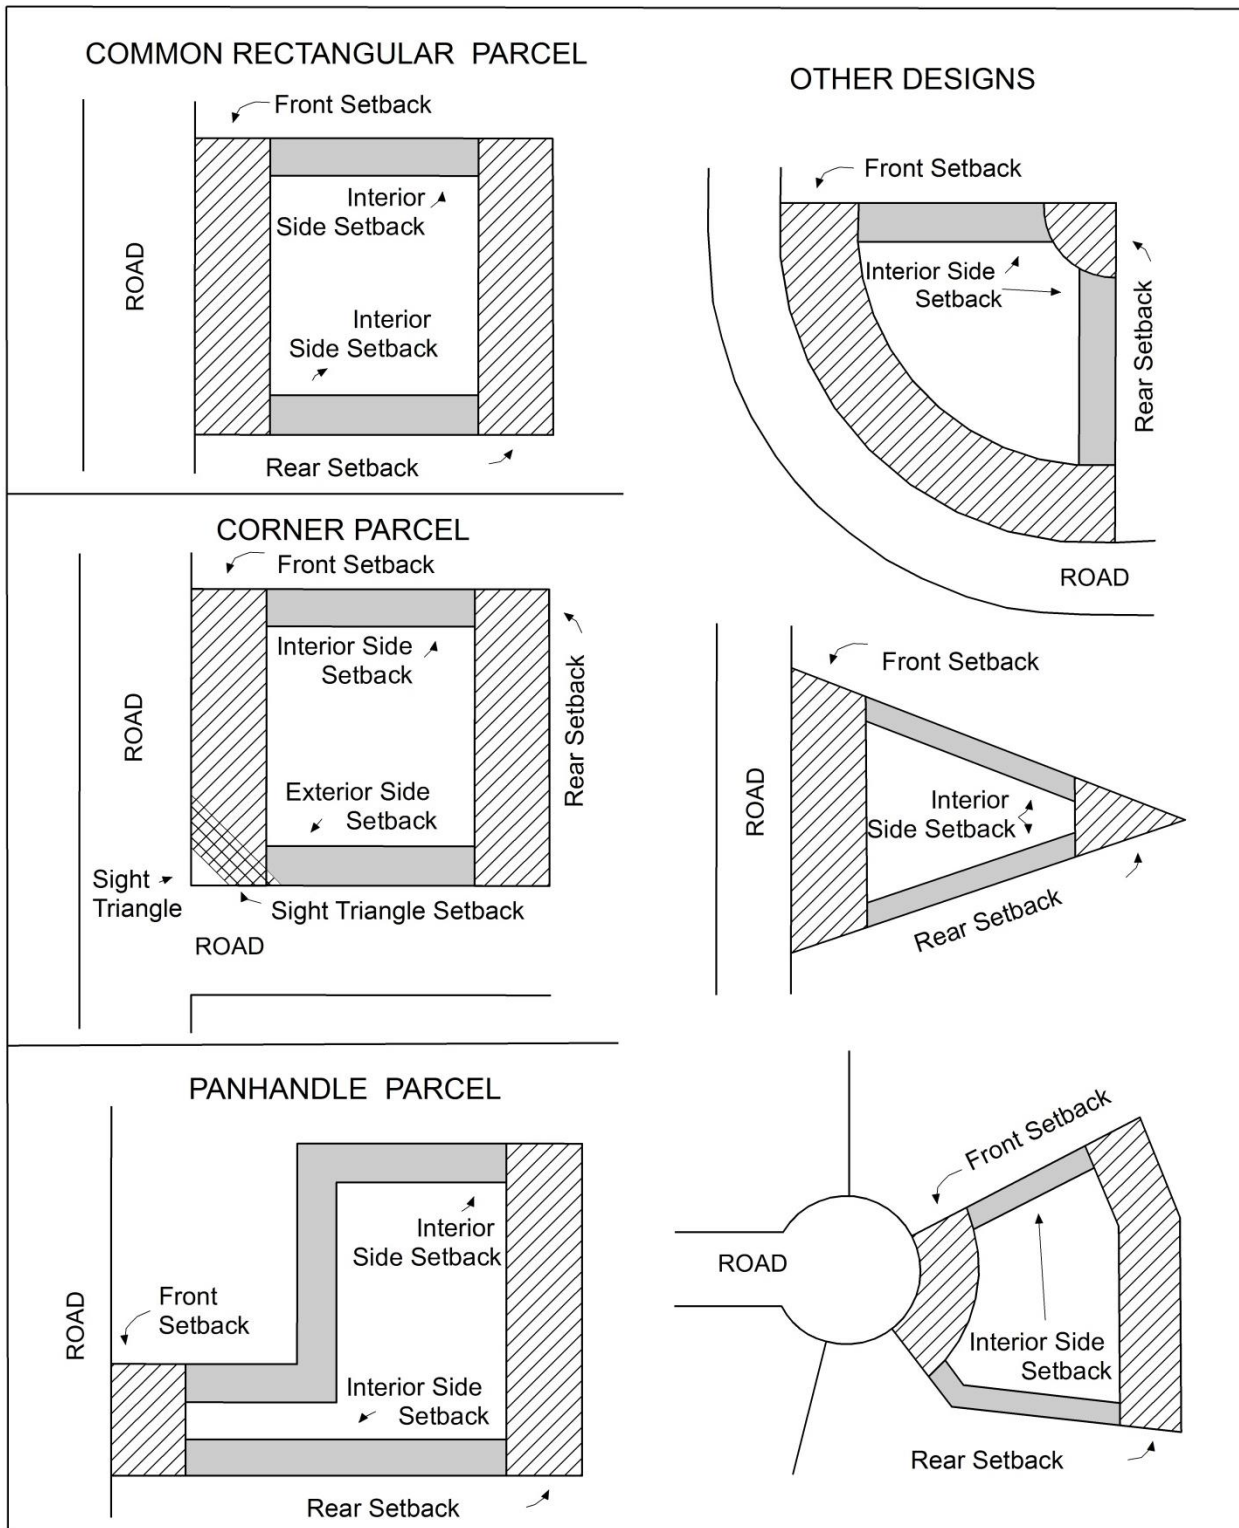 COMMON RECTANGULAR PARCEL
Front Setback
Interior
Side Setback
ROAD
Interior
Side Setback
Rear Setback
CORNER PARCEL
Front Setback
Interior Side
Setback
ROAD
Rear Setback
Exterior Side
Setback
Sight
Triangle
Sight Triangle Setback
ROAD
PANHANDLE PARCEL
Interior
Side Setback
Front
Setback
ROAD
Interior Side
Setback
Rear Setback
OTHER DESIGNS
Front Setback
Interior Side
Setback
Rear Setback
ROAD
Front Setback
ROAD
Interior
Side Setback
Rear Setback
Front Setback
ROAD
Interior Side
Setback
Rear Setback